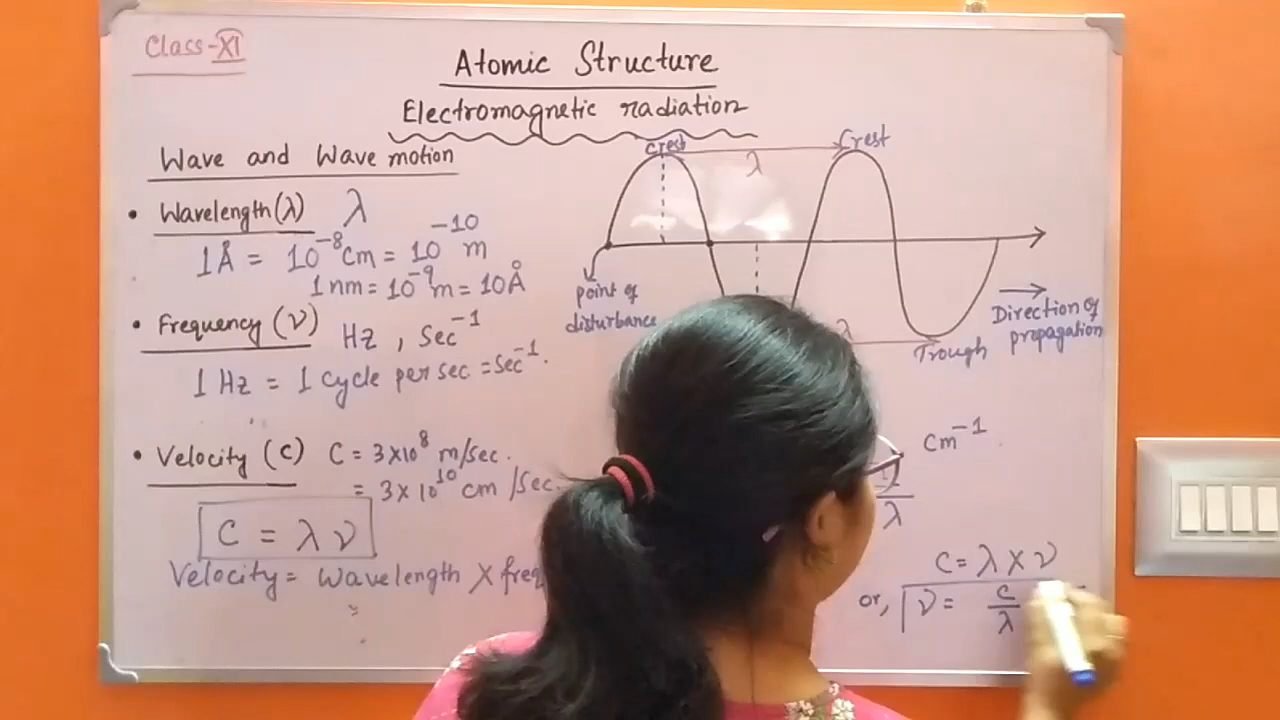 Class-XI
Atomic Structure
Electromagnetic radiation
Wave and Wave motion
• Wavelength (λ) λ
1Å = 10⁻⁸cm = 10⁻¹⁰ m
1nm = 10⁻⁹m = 10Å
• Frequency (ν) Hz, Sec⁻¹
1 Hz = 1 Cycle per sec = Sec⁻¹.
• Velocity (C) C = 3×10⁸ m/sec.
= 3×10¹⁰ cm /Sec.
C = λ ν
Velocity = Wavelength X freq
Crest
λ
Crest
point of
disturbance
Direction of
propagation
λ
Trough
cm⁻¹
1/λ
C = λ × ν
or, ν = c/λ